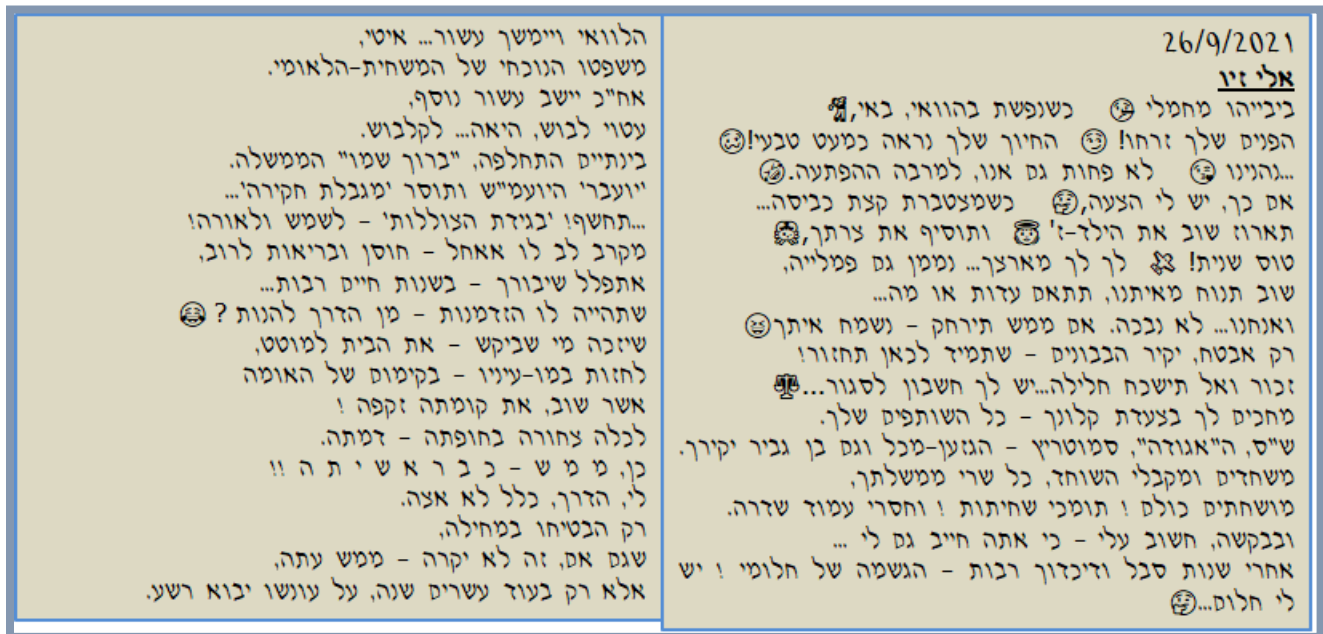 26/9/2021
אלי זיו
ביבייהו מחמלי 😘 כשנפשת בהוואי, באי,💃
הפנים שלך זרחו! 😏 החיוך שלך נראה כמעט טבעי!🥴
...נהנינו 😘 לא פחות גם אנו, למרבה ההפתעה.🤣
אם כך, יש לי הצעה,🤔 כשמצטברת קצת כביסה...
תארוז שוב את הילד-ז' 😇 ותוסיף את צרתך,👸
טוס שנית! 🛩 לך לך מארצך... נממן גם פמלייה,
שוב תנוח מאיתנו, תתאם עדות או מה...
ואנחנו... לא נבכה. אם ממש תירחק – נשמח איתך😆
רק אבטח, יקיר הבבונים – שתמיד לכאן תחזור!
זכור ואל תישכח חלילה...יש לך חשבון לסגור...⚖
מחכים לך בצעדת קלונך – כל השותפים שלך.
ש"ס, ה"אגודה", סמוטריץ – הגזען-מכל וגם בן גביר יקירך.
משחדים ומקבלי השוחד, כל שרי ממשלתך,
מושחתים כולם ! תומכי שחיתות ! וחסרי עמוד שדרה.
ובבקשה, חשוב עלי – כי אתה חייב גם לי ...
אחרי שנות סבל ודיכדוך רבות – הגשמה של חלומי ! יש
לי חלום...🤔
הלוואי ויימשך עשור... איטי,
משפטו הנוכחי של המשחית-הלאומי.
אח"כ יישב עשור נוסף,
עטוי לבוש, היאה... לקלבוש.
בינתיים התחלפה, "ברוך שמו" הממשלה.
'יועבר' היועמ"ש ותוסר 'מגבלת חקירה'...
...תחשף! 'בגידת הצוללות' – לשמש ולאורה!
מקרב לב לו אאחל – חוסן ובריאות לרוב,
אתפלל שיבורך – בשנות חיים רבות...
שתהייה לו הזדמנות – מן הדרך להנות ? 😂
שיזכה מי שביקש – את הבית למוטט,
לחזות במו-עיניו – בקימום של האומה
אשר שוב, את קומתה זקפה !
לכלה צחורה בחופתה – דמתה.
כן, מ מ ש – כ ב ר א ש י ת ה !!
לי, הדרך, כלל לא אצה.
רק הבטיחו במחילה,
שגם אם, זה לא יקרה – ממש עתה,
אלא רק בעוד עשרים שנה, על עונשו יבוא רשע.